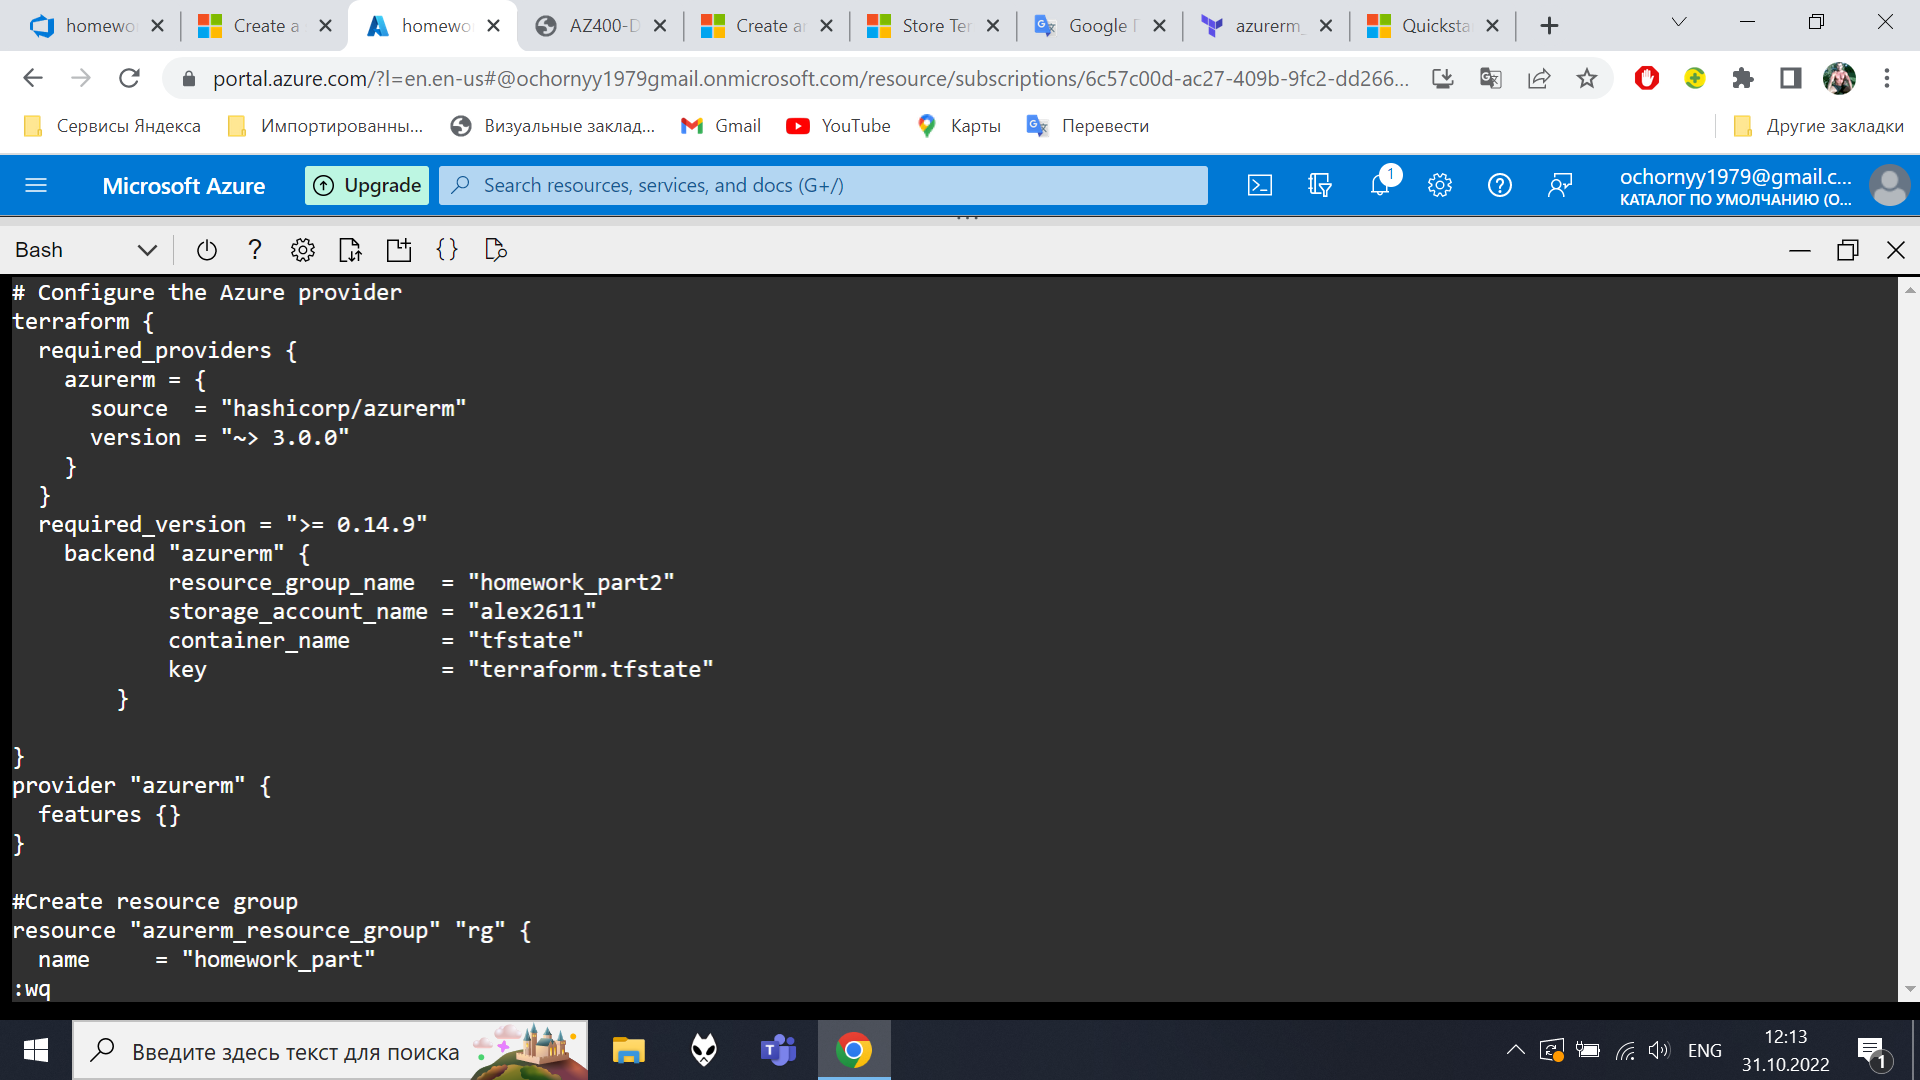 homewo
Create a
homewo
AZ400-D
Create ar
Store Ter
Google
azurerm_
Quicksta
portal.azure.com/?l=en.en-us#@ochornyy1979gmail.onmicrosoft.com/resource/subscriptions/6c57c00d-ac27-409b-9fc2-dd266...
Сервисы Яндекса
Импортированны...
Визуальные заклад...
Gmail
YouTube
Карты
Перевести
Другие закладки
Microsoft Azure
Upgrade
Search resources, services, and docs (G+/)
1
ochornyy1979@gmail.c...
КАТАЛОГ ПО УМОЛЧАНИЮ (О...
Bash
# Configure the Azure provider
terraform {
  required_providers {
    azurerm = {
      source  = "hashicorp/azurerm"
      version = "~> 3.0.0"
    }
  }
  required_version = ">= 0.14.9"
    backend "azurerm" {
            resource_group_name  = "homework_part2"
            storage_account_name = "alex2611"
            container_name       = "tfstate"
            key                  = "terraform.tfstate"
        }
}
provider "azurerm" {
  features {}
}
#Create resource group
resource "azurerm_resource_group" "rg" {
  name     = "homework_part"
:wq
Введите здесь текст для поиска
ENG
12:13
31.10.2022
1